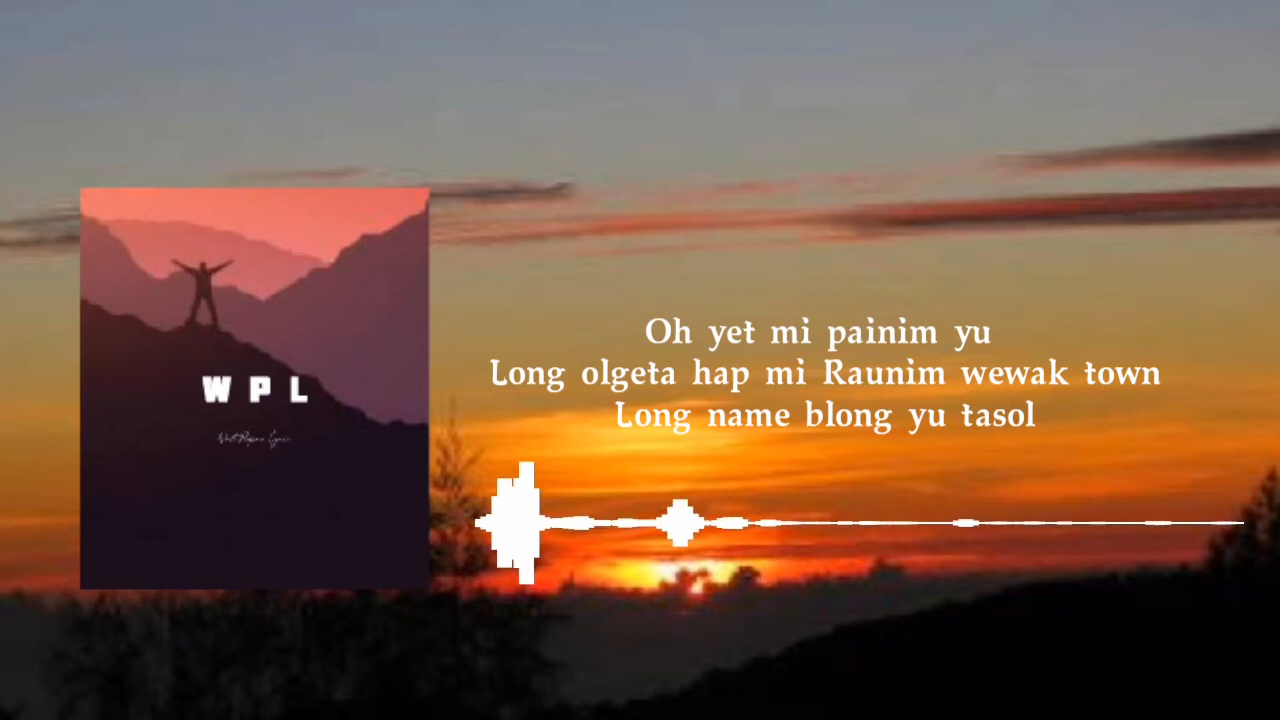 W P L
Oh yet mi painim yu
Long olgeta hap mi Raunim wewak town
Long name blong yu tasol